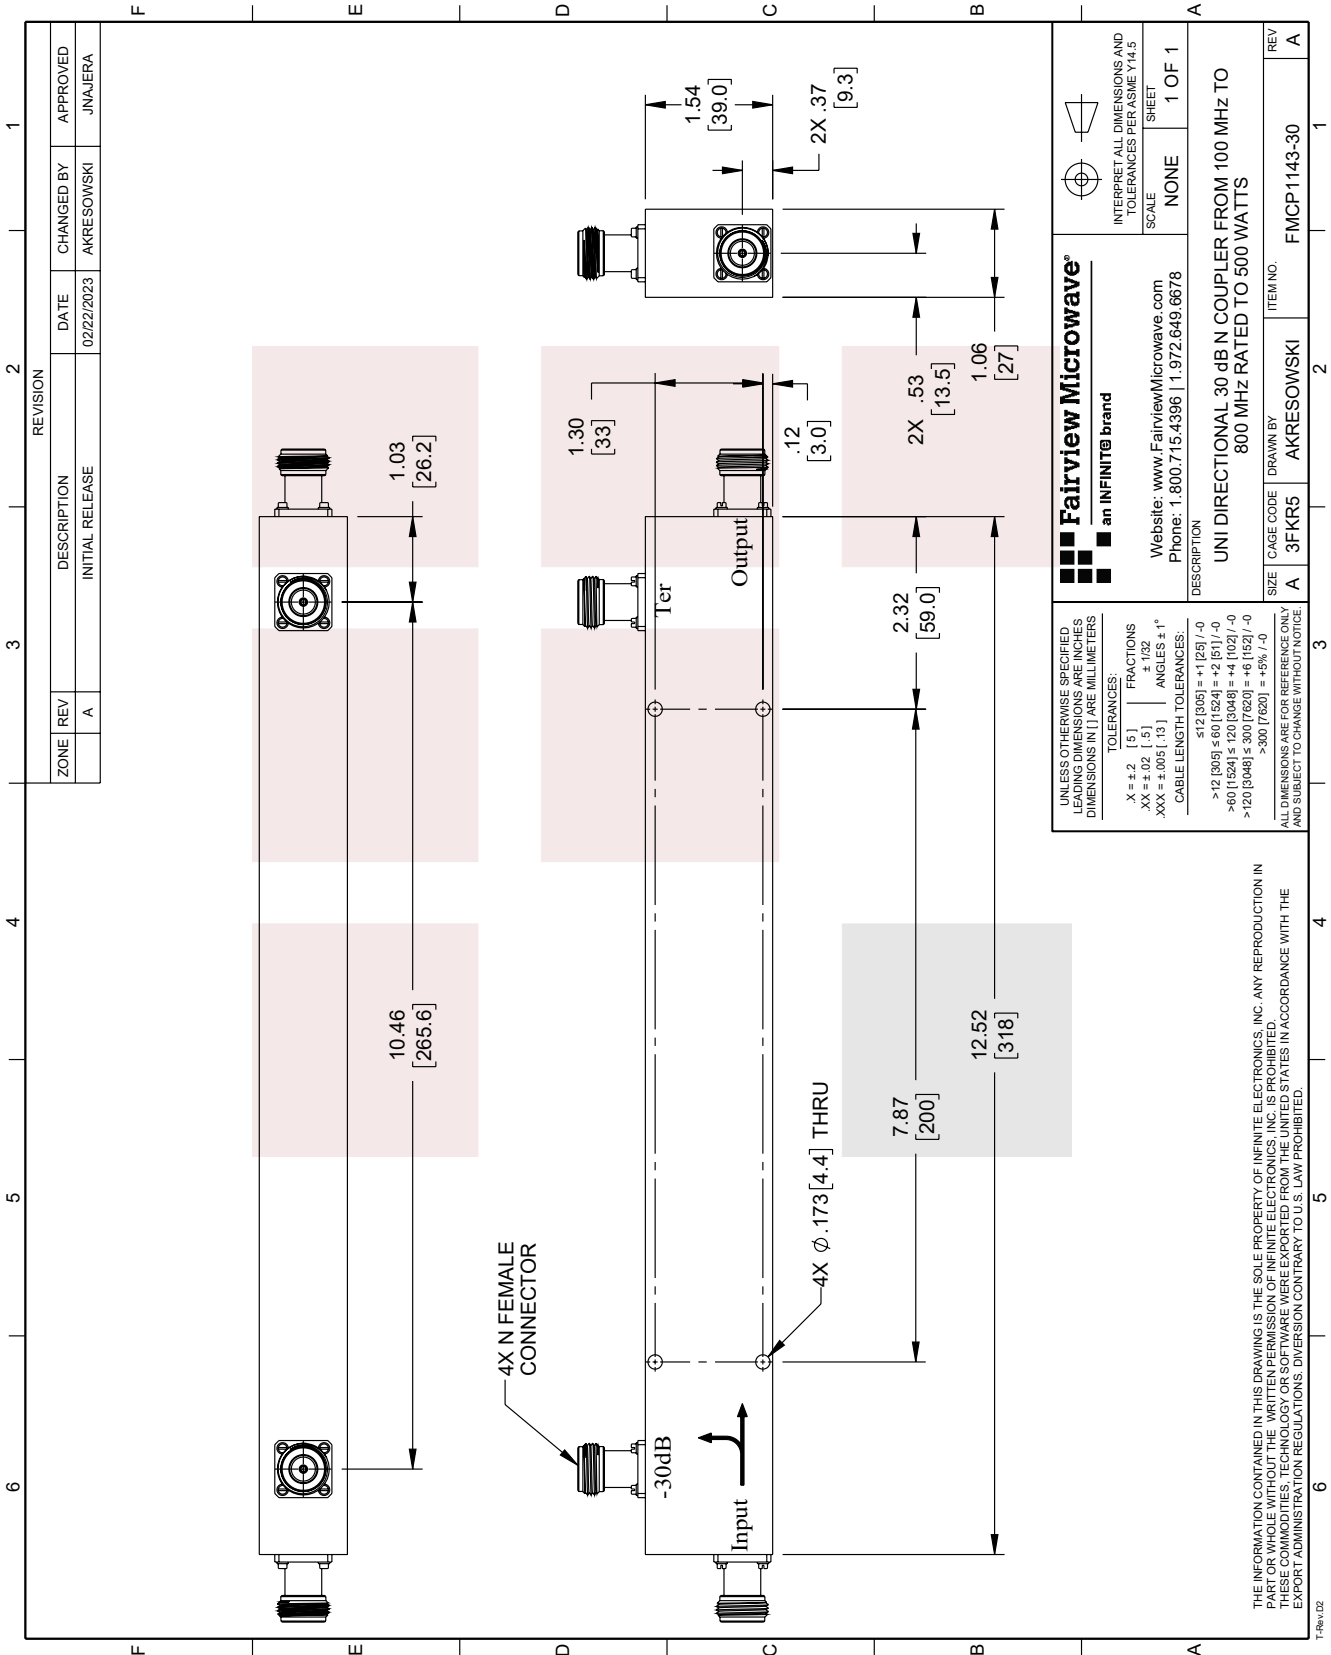 REVISION
ZONE REV DESCRIPTION DATE CHANGED BY APPROVED
A INITIAL RELEASE 02/22/2023 AKRESOWSKI JNAJERA
6 5 4 3 2 1
F
E
D
C
B
A
F
E
D
C
B
A
10.46
[265.6]
1.03
[26.2]
4X N FEMALE
CONNECTOR
-30dB
Input
Ter
Output
1.30
[33]
.12
[3.0]
1.54
[39.0]
2X .37
[9.3]
4X Ø .173 [4.4] THRU
7.87
[200]
2.32
[59.0]
2X .53
[13.5]
12.52
[318]
1.06
[27]
UNLESS OTHERWISE SPECIFIED
LEADING DIMENSIONS ARE INCHES
DIMENSIONS IN [ ] ARE MILLIMETERS
TOLERANCES:
.X = ±.2 [5] FRACTIONS
.XX = ±.02 [.5] ± 1/32
.XXX = ±.005 [.13] ANGLES ± 1°
CABLE LENGTH TOLERANCES:
≤12 [305] = +1 [25] / -0
>12 [305] ≤ 60 [1524] = +2 [51] / -0
>60 [1524] ≤ 120 [3048] = +4 [102] / -0
>120 [3048] ≤ 300 [7620] = +6 [152] / -0
>300 [7620] = +5% / -0
ALL DIMENSIONS ARE FOR REFERENCE ONLY
AND SUBJECT TO CHANGE WITHOUT NOTICE.
Fairview Microwave®
an INFINIT@ brand
Website: www.FairviewMicrowave.com
Phone: 1.800.715.4396 | 1.972.649.6678
INTERPRET ALL DIMENSIONS AND
TOLERANCES PER ASME Y14.5
SCALE
NONE
SHEET
1 OF 1
DESCRIPTION
UNI DIRECTIONAL 30 dB N COUPLER FROM 100 MHz TO
800 MHz RATED TO 500 WATTS
SIZE
A
CAGE CODE
3FKR5
DRAWN BY
AKRESOWSKI
ITEM NO.
FMCP1143-30
REV
A
THE INFORMATION CONTAINED IN THIS DRAWING IS THE SOLE PROPERTY OF INFINITE ELECTRONICS, INC. ANY REPRODUCTION IN
PART OR WHOLE WITHOUT THE WRITTEN PERMISSION OF INFINITE ELECTRONICS, INC. IS PROHIBITED.
THESE COMMODITIES, TECHNOLOGY OR SOFTWARE WERE EXPORTED FROM THE UNITED STATES IN ACCORDANCE WITH THE
EXPORT ADMINISTRATION REGULATIONS. DIVERSION CONTRARY TO U.S. LAW PROHIBITED.
6 5 4 3 2 1
T-Rev.D2